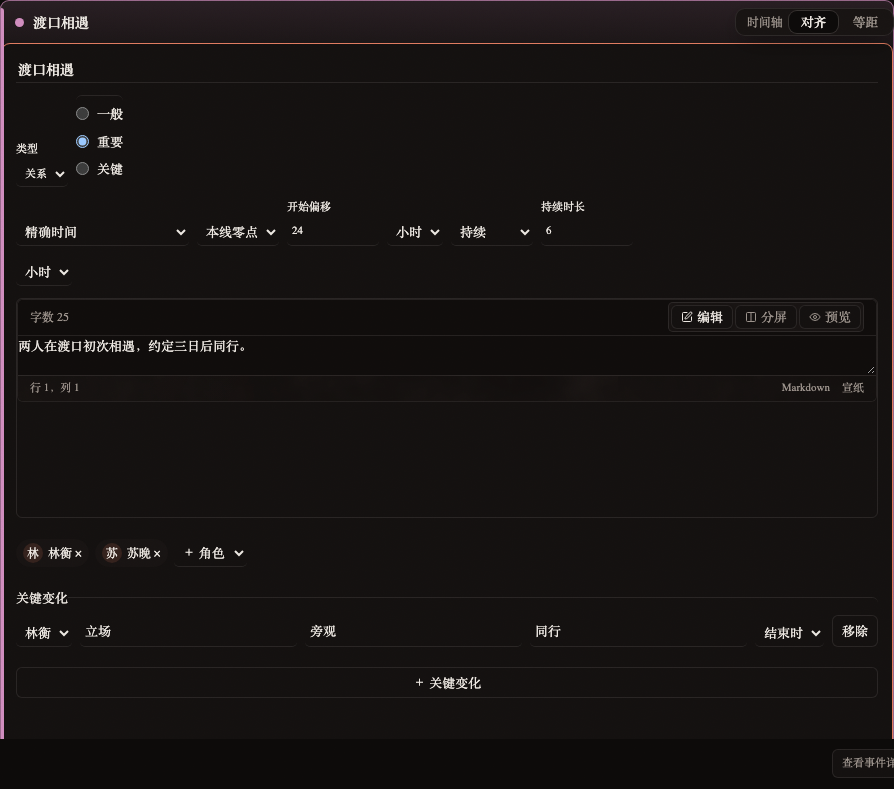 渡口相遇
时间轴 对齐 等距
渡口相遇
一般
重要
类型
关键
关系
开始偏移 持续时长
精确时间 本线零点 24 小时 持续 6
小时
字数 25 编辑 分屏 预览
两人在渡口初次相遇，约定三日后同行。
行 1，列 1 Markdown 宣纸
林 林衡 × 苏 苏晚 × + 角色
关键变化
林衡 立场 旁观 同行 结束时 移除
+ 关键变化
查看事件详